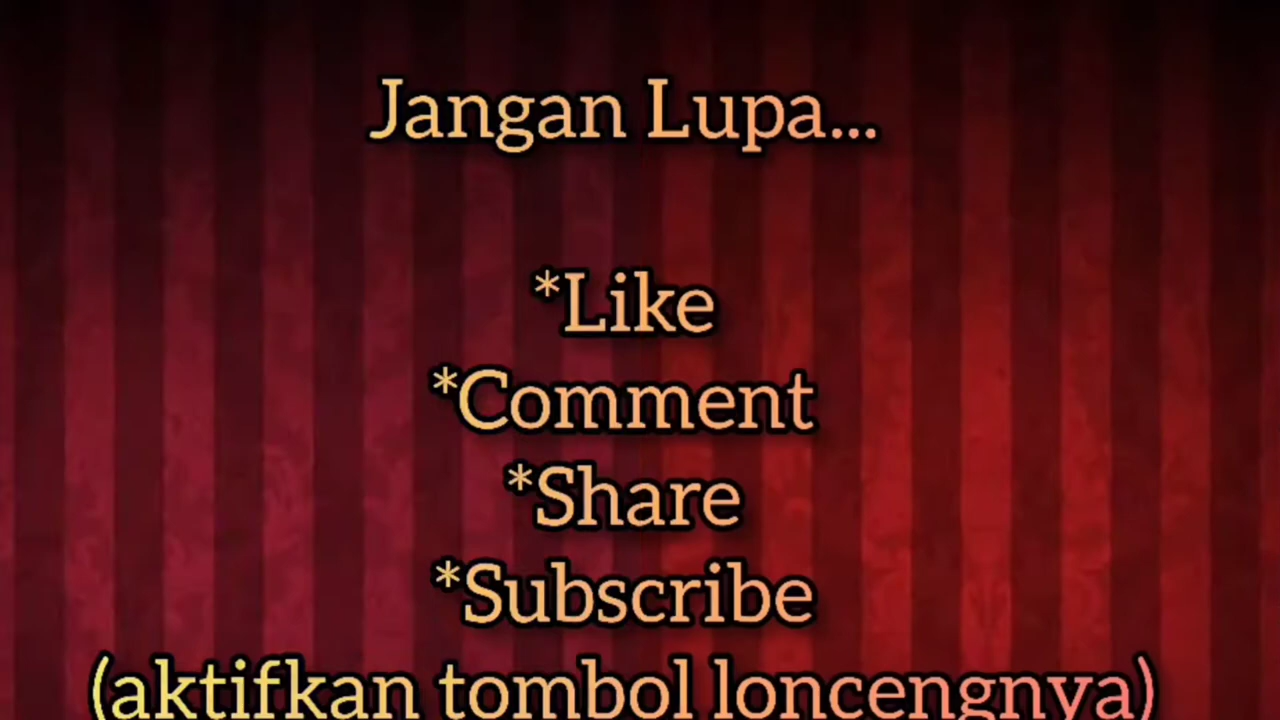 Jangan Lupa...
*Like
*Comment
*Share
*Subscribe
(aktifkan tombol loncengnya)